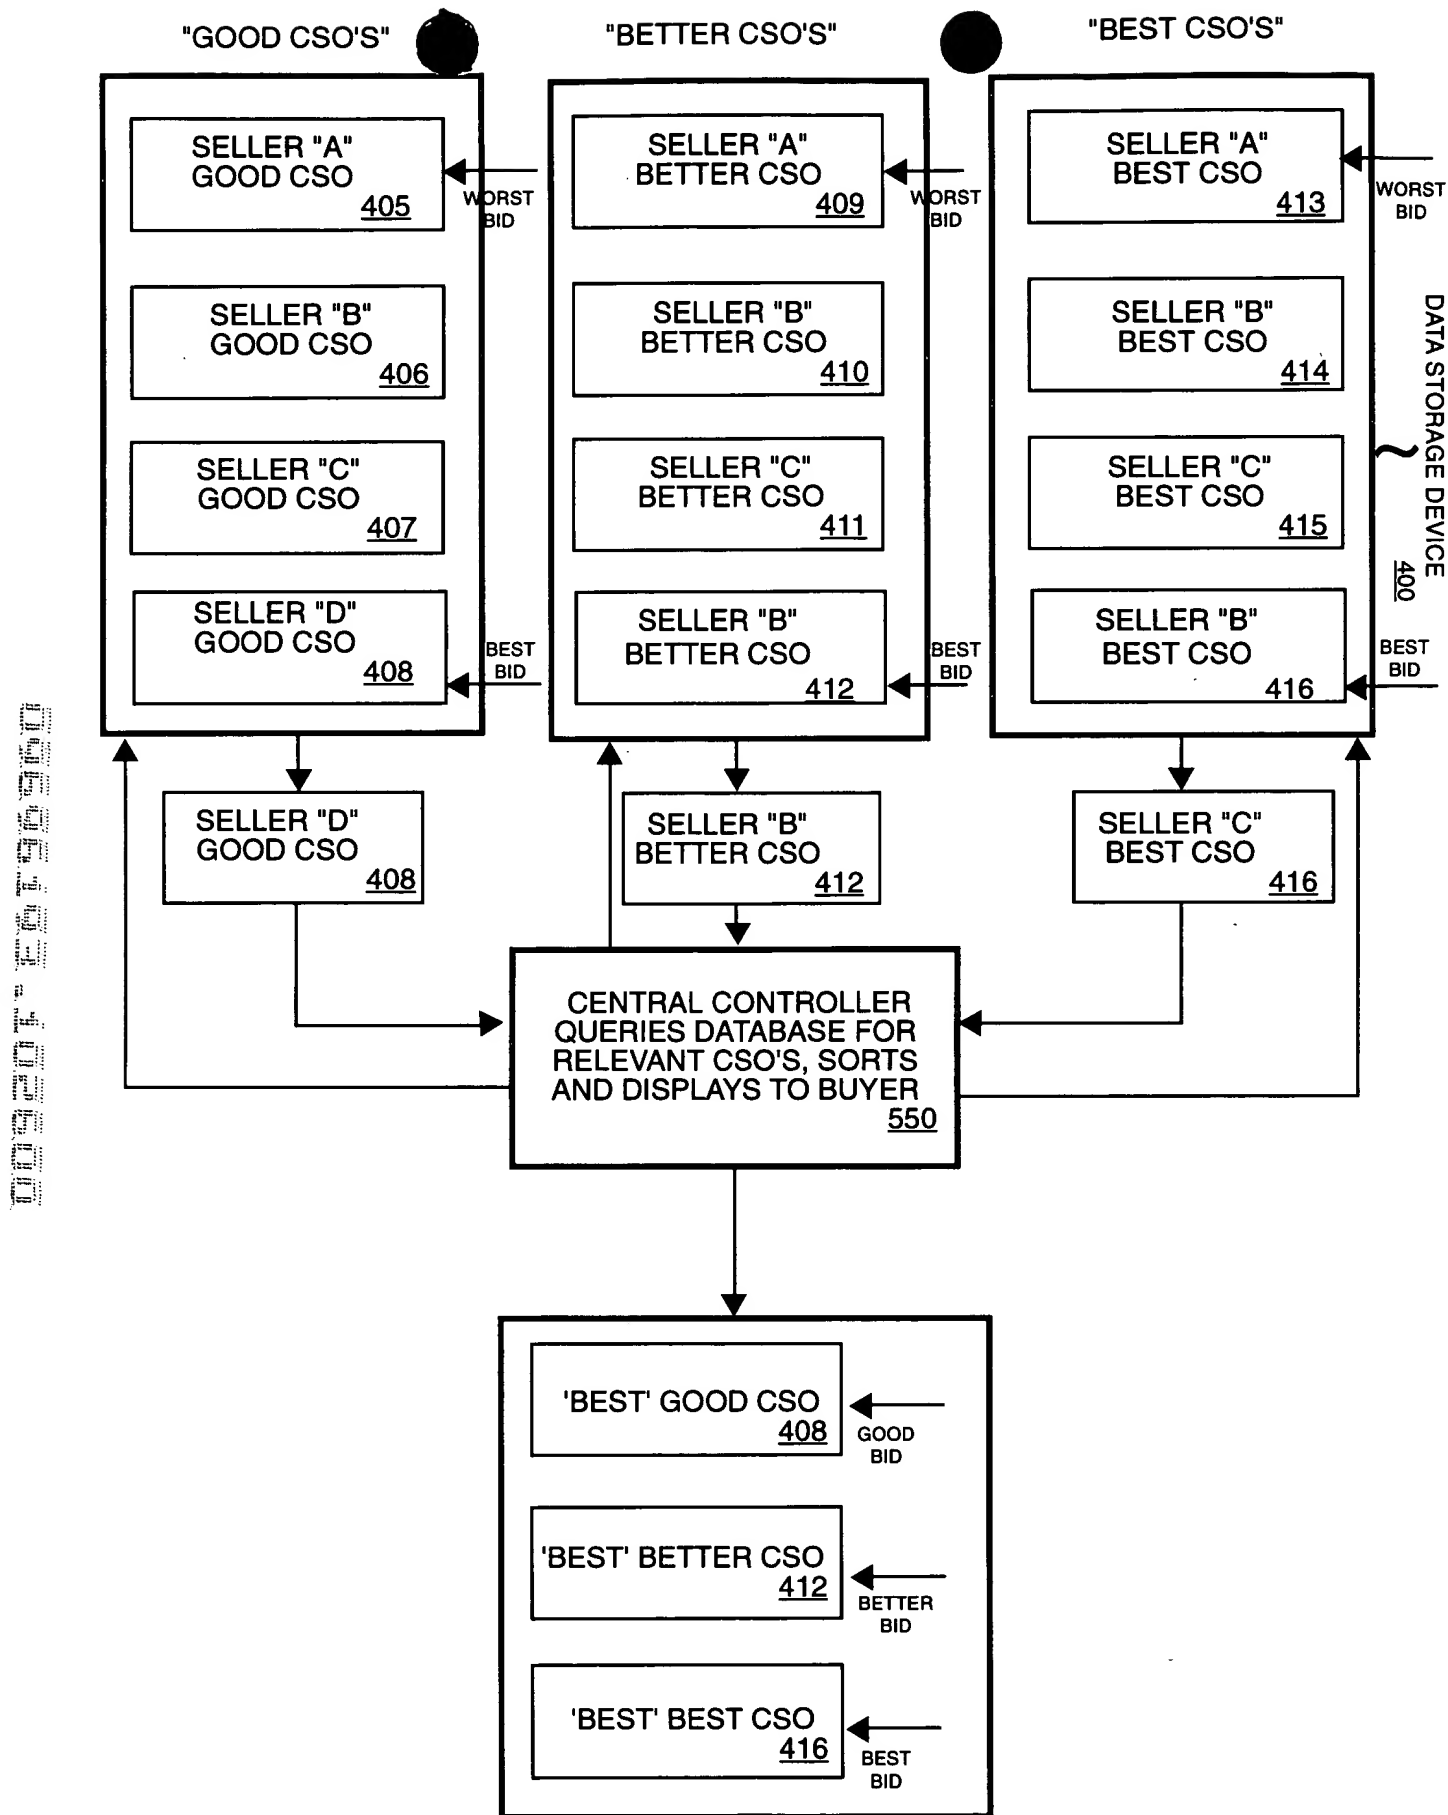 "GOOD CSO'S"
"BETTER CSO'S"
"BEST CSO'S"
SELLER "A"
GOOD CSO
405
WORST
BID
SELLER "B"
GOOD CSO
406
SELLER "C"
GOOD CSO
407
SELLER "D"
GOOD CSO
408
BEST
BID
SELLER "A"
BETTER CSO
409
WORST
BID
SELLER "B"
BETTER CSO
410
SELLER "C"
BETTER CSO
411
SELLER "B"
BETTER CSO
412
BEST
BID
SELLER "A"
BEST CSO
413
WORST
BID
SELLER "B"
BEST CSO
414
SELLER "C"
BEST CSO
415
SELLER "B"
BEST CSO
416
BEST
BID
DATA STORAGE DEVICE
400
SELLER "D"
GOOD CSO
408
SELLER "B"
BETTER CSO
412
SELLER "C"
BEST CSO
416
CENTRAL CONTROLLER
QUERIES DATABASE FOR
RELEVANT CSO'S, SORTS
AND DISPLAYS TO BUYER
550
'BEST' GOOD CSO
408
GOOD
BID
'BEST' BETTER CSO
412
BETTER
BID
'BEST' BEST CSO
416
BEST
BID